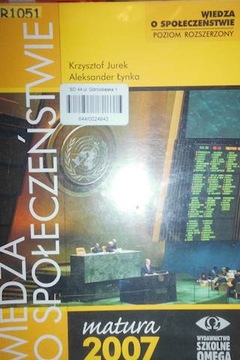 R1051
WIEDZA
O SPOŁECZEŃSTWIE
POZIOM ROZSZERZONY
Krzysztof Jurek
Aleksander Łynka
WIEDZA
O SPOŁECZEŃSTWIE
matura
2007
WYDAWNICTWO
SZKOLNE
OMEGA